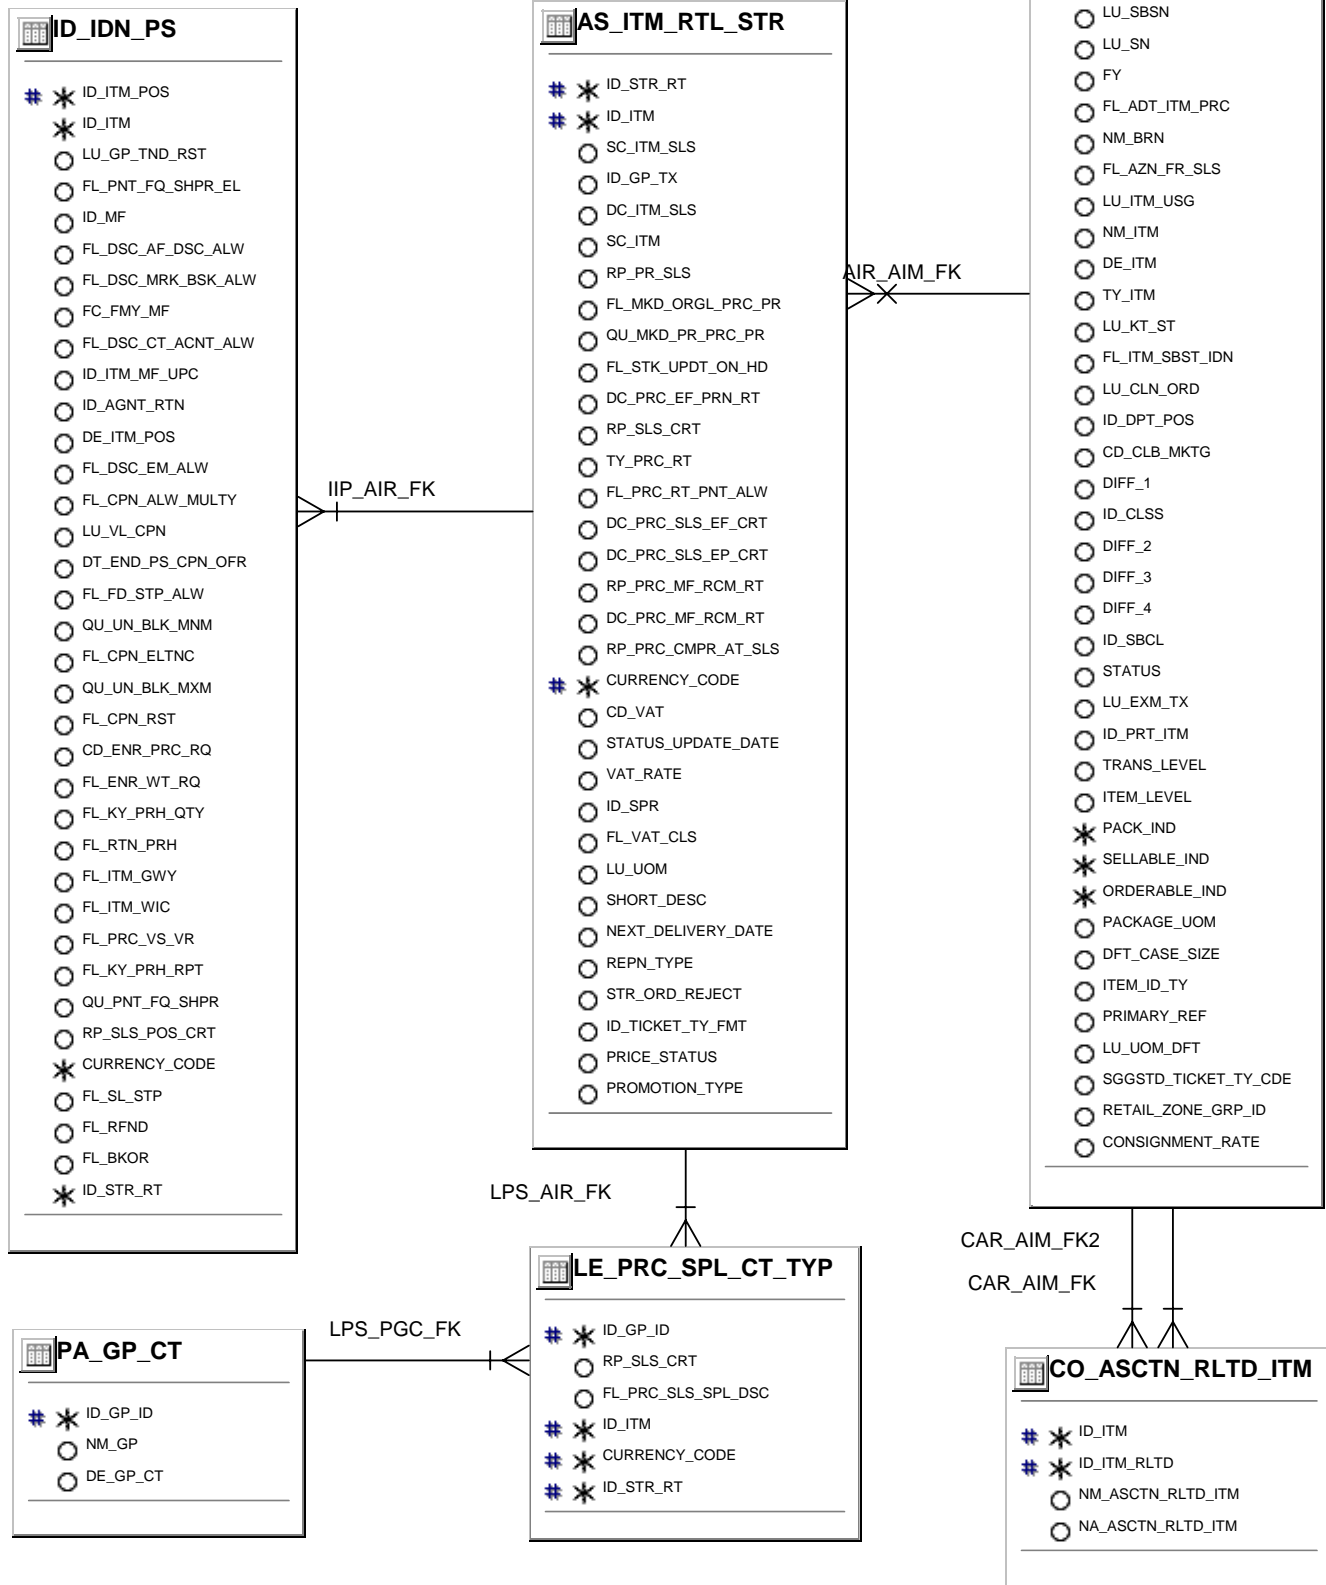 ID_IDN_PS
# * ID_ITM_POS
* ID_ITM
LU_GP_TND_RST
FL_PNT_FQ_SHPR_EL
ID_MF
FL_DSC_AF_DSC_ALW
FL_DSC_MRK_BSK_ALW
FC_FMY_MF
FL_DSC_CT_ACNT_ALW
ID_ITM_MF_UPC
ID_AGNT_RTN
DE_ITM_POS
FL_DSC_EM_ALW
FL_CPN_ALW_MULTY
LU_VL_CPN
DT_END_PS_CPN_OFR
FL_FD_STP_ALW
QU_UN_BLK_MNM
FL_CPN_ELTNC
QU_UN_BLK_MXM
FL_CPN_RST
CD_ENR_PRC_RQ
FL_ENR_WT_RQ
FL_KY_PRH_QTY
FL_RTN_PRH
FL_ITM_GWY
FL_ITM_WIC
FL_PRC_VS_VR
FL_KY_PRH_RPT
QU_PNT_FQ_SHPR
RP_SLS_POS_CRT
* CURRENCY_CODE
FL_SL_STP
FL_RFND
FL_BKOR
* ID_STR_RT
IIP_AIR_FK
AS_ITM_RTL_STR
# * ID_STR_RT
# * ID_ITM
SC_ITM_SLS
ID_GP_TX
DC_ITM_SLS
SC_ITM
RP_PR_SLS
FL_MKD_ORGL_PRC_PR
QU_MKD_PR_PRC_PR
FL_STK_UPDT_ON_HD
DC_PRC_EF_PRN_RT
RP_SLS_CRT
TY_PRC_RT
FL_PRC_RT_PNT_ALW
DC_PRC_SLS_EF_CRT
DC_PRC_SLS_EP_CRT
RP_PRC_MF_RCM_RT
DC_PRC_MF_RCM_RT
RP_PRC_CMPR_AT_SLS
# * CURRENCY_CODE
CD_VAT
STATUS_UPDATE_DATE
VAT_RATE
ID_SPR
FL_VAT_CLS
LU_UOM
SHORT_DESC
NEXT_DELIVERY_DATE
REPN_TYPE
STR_ORD_REJECT
ID_TICKET_TY_FMT
PRICE_STATUS
PROMOTION_TYPE
AIR_AIM_FK
LU_SBSN
LU_SN
FY
FL_ADT_ITM_PRC
NM_BRN
FL_AZN_FR_SLS
LU_ITM_USG
NM_ITM
DE_ITM
TY_ITM
LU_KT_ST
FL_ITM_SBST_IDN
LU_CLN_ORD
ID_DPT_POS
CD_CLB_MKTG
DIFF_1
ID_CLSS
DIFF_2
DIFF_3
DIFF_4
ID_SBCL
STATUS
LU_EXM_TX
ID_PRT_ITM
TRANS_LEVEL
ITEM_LEVEL
* PACK_IND
* SELLABLE_IND
* ORDERABLE_IND
PACKAGE_UOM
DFT_CASE_SIZE
ITEM_ID_TY
PRIMARY_REF
LU_UOM_DFT
SGGSTD_TICKET_TY_CDE
RETAIL_ZONE_GRP_ID
CONSIGNMENT_RATE
LPS_AIR_FK
CAR_AIM_FK2
CAR_AIM_FK
PA_GP_CT
# * ID_GP_ID
NM_GP
DE_GP_CT
LPS_PGC_FK
LE_PRC_SPL_CT_TYP
# * ID_GP_ID
RP_SLS_CRT
FL_PRC_SLS_SPL_DSC
# * ID_ITM
# * CURRENCY_CODE
# * ID_STR_RT
CO_ASCTN_RLTD_ITM
# * ID_ITM
# * ID_ITM_RLTD
NM_ASCTN_RLTD_ITM
NA_ASCTN_RLTD_ITM